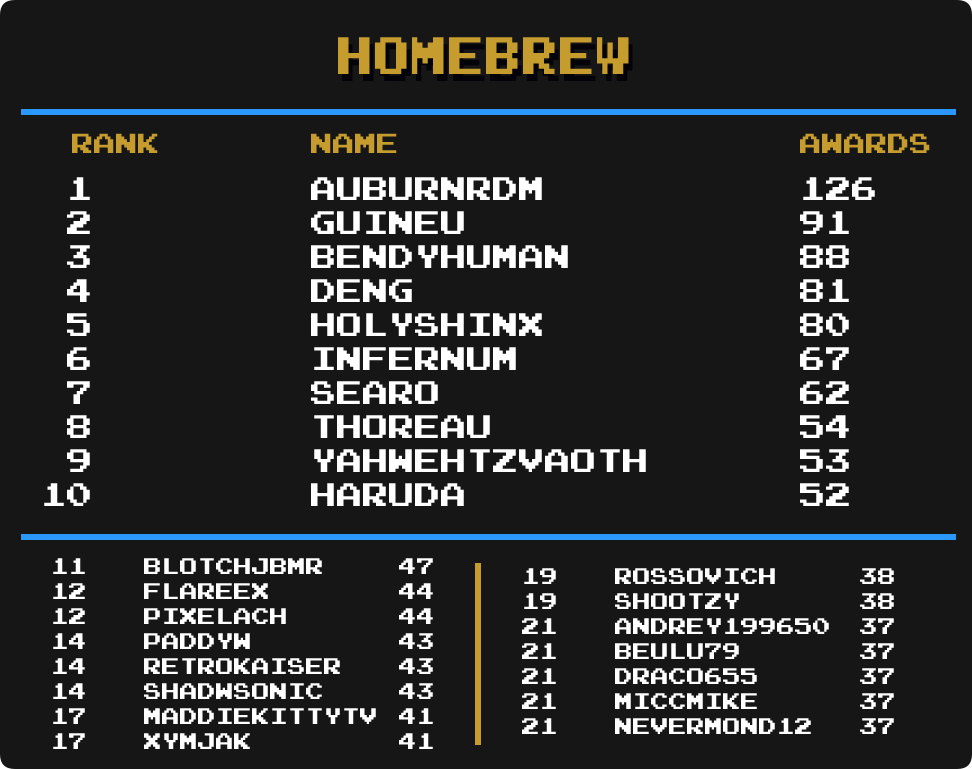 HOMEBREW
RANK NAME AWARDS
1 AUBURNRDM 126
2 GUINEU 91
3 BENDYHUMAN 88
4 DENG 81
5 HOLYSHINX 80
6 INFERNUM 67
7 SEARO 62
8 THOREAU 54
9 YAHWEHTZVAOTH 53
10 HARUDA 52
11 BLOTCHJBMR 47
12 FLAREEX 44
12 PIXELACH 44
14 PADDYW 43
14 RETROKAISER 43
14 SHADWSONIC 43
17 MADDIEKITTYTV 41
17 XYMJAK 41
19 ROSSOVICH 38
19 SHOOTZY 38
21 ANDREY199650 37
21 BEULU79 37
21 DRACO655 37
21 MICCMIKE 37
21 NEVERMOND12 37